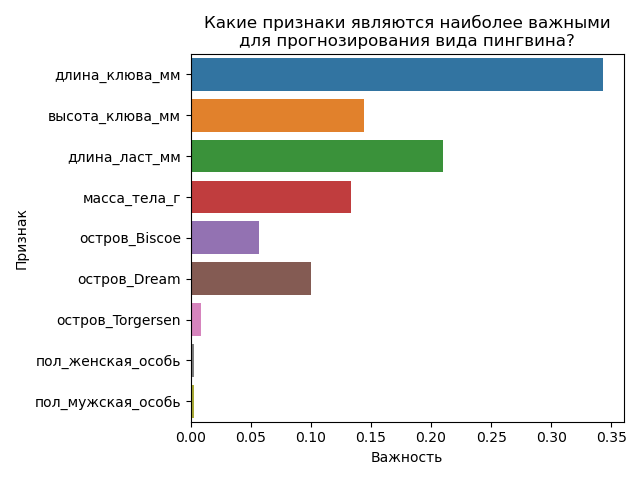 Какие признаки являются наиболее важными
для прогнозирования вида пингвина?
Признак
длина_клюва_мм
высота_клюва_мм
длина_ласт_мм
масса_тела_г
остров_Biscoe
остров_Dream
остров_Torgersen
пол_женская_особь
пол_мужская_особь
0.00 0.05 0.10 0.15 0.20 0.25 0.30 0.35
Важность